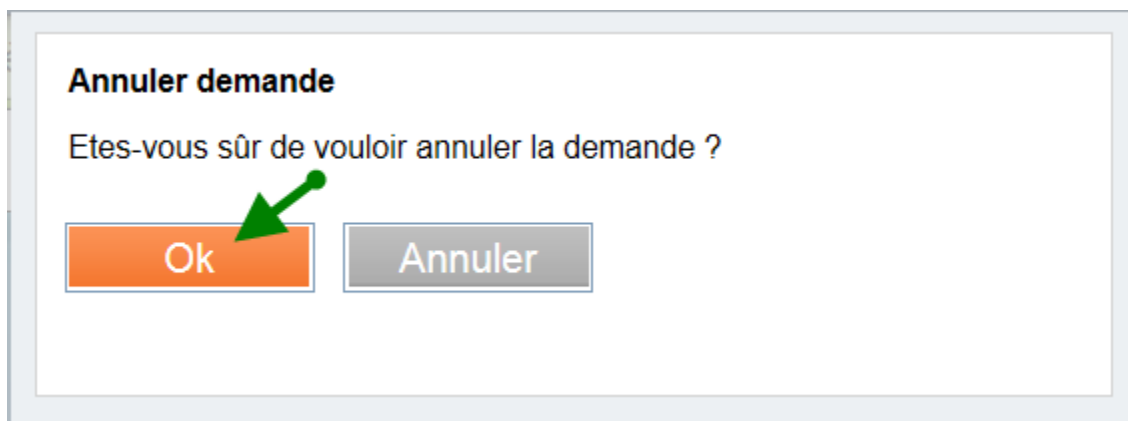 Annuler demande
Etes-vous sûr de vouloir annuler la demande ?
Ok Annuler